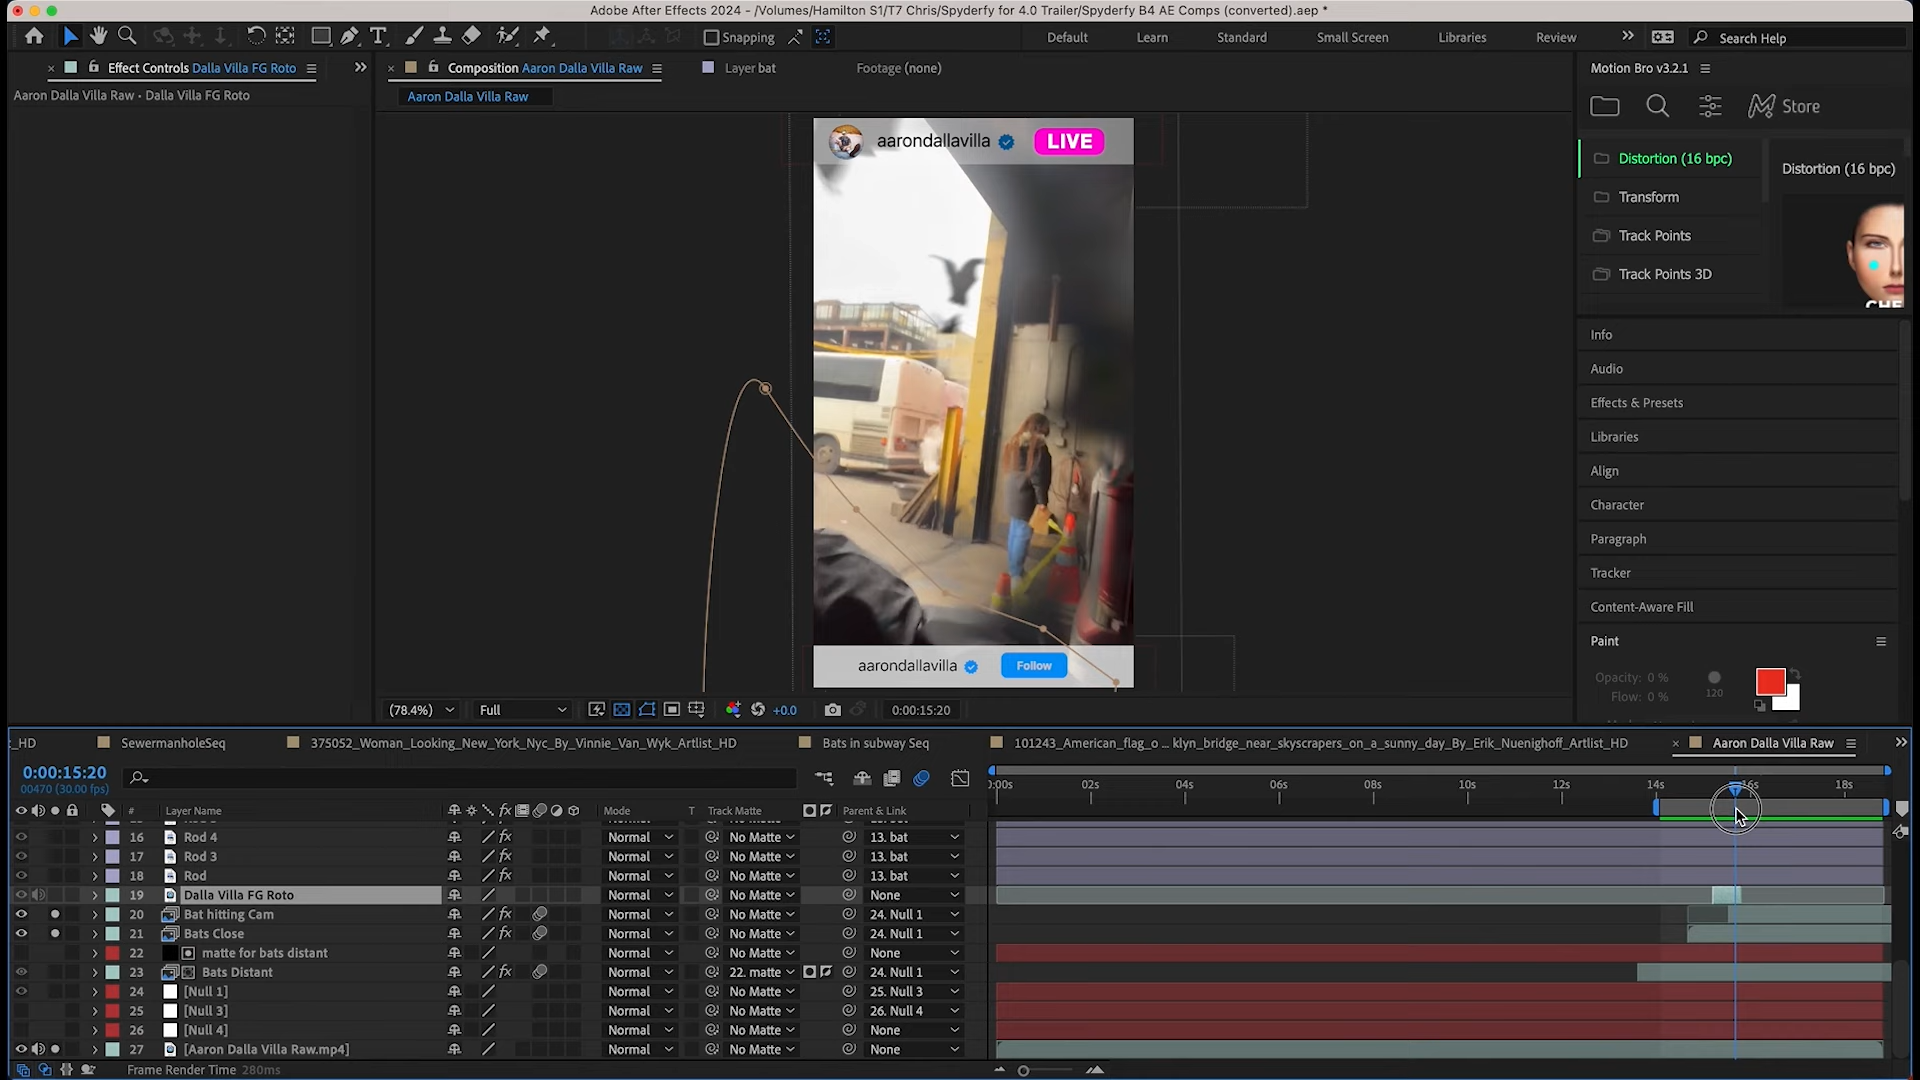 Adobe After Effects 2024 - /Volumes/Hamilton S1/T7 Chris/Spyderfy for 4.0 Trailer/Spyderfy B4 AE Comps (converted).aep *
Snapping
Default Learn Standard Small Screen Libraries Review Search Help
Effect Controls Dalla Villa FG Roto
Composition Aaron Dalla Villa Raw
Layer bat
Footage (none)
Motion Bro v3.2.1
Aaron Dalla Villa Raw • Dalla Villa FG Roto
Aaron Dalla Villa Raw
Store
aarondallavilla LIVE
Distortion (16 bpc)
Distortion (16 bpc)
Transform
Track Points
Track Points 3D
Info
Audio
Effects & Presets
Libraries
Align
Character
Paragraph
Tracker
Content-Aware Fill
Paint
Opacity: 0 %
Flow: 0 %
120
aarondallavilla Follow
(78.4%) Full +0.0 0:00:15:20
_HD SewermanholeSeq 375052_Woman_Looking_New_York_Nyc_By_Vinnie_Van_Wyk_Artlist_HD Bats in subway Seq 101243_American_flag_o ... klyn_bridge_near_skyscrapers_on_a_sunny_day_By_Erik_Nuenighoff_Artlist_HD Aaron Dalla Villa Raw
0:00:15:20
00470 (30.00 fps)
:00s 02s 04s 06s 08s 10s 12s 14s 16s 18s
# Layer Name Mode T Track Matte Parent & Link
16 Rod 4 Normal No Matte 13. bat
17 Rod 3 Normal No Matte 13. bat
18 Rod Normal No Matte 13. bat
19 Dalla Villa FG Roto Normal No Matte None
20 Bat hitting Cam Normal No Matte 24. Null 1
21 Bats Close Normal No Matte 24. Null 1
22 matte for bats distant Normal No Matte None
23 Bats Distant Normal 22. matte 24. Null 1
24 [Null 1] Normal No Matte 25. Null 3
25 [Null 3] Normal No Matte 26. Null 4
26 [Null 4] Normal No Matte None
27 [Aaron Dalla Villa Raw.mp4] Normal No Matte None
Frame Render Time 280ms